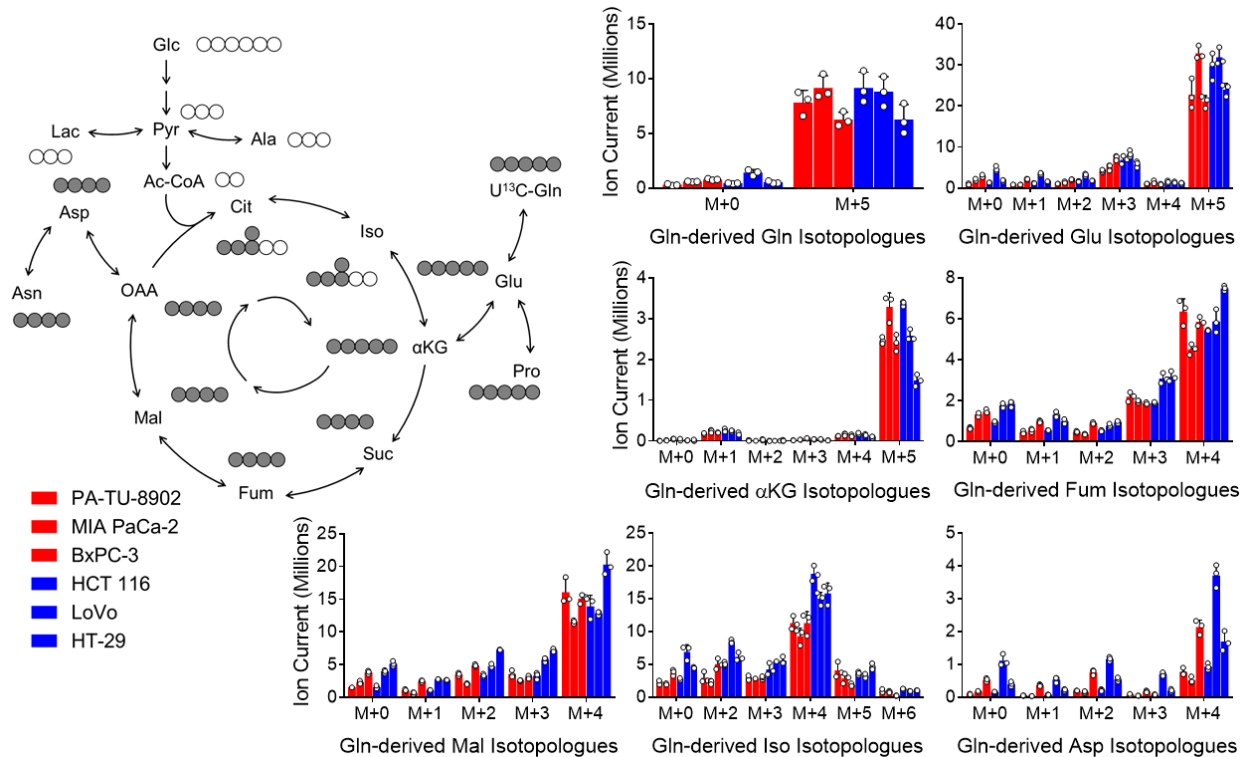 Glc
Pyr
Lac
Ala
Ac-CoA
Asp
Cit
Iso
U¹³C-Gln
Asn
OAA
Glu
αKG
Pro
Mal
Suc
Fum
PA-TU-8902
MIA PaCa-2
BxPC-3
HCT 116
LoVo
HT-29
Ion Current (Millions)
15
10
5
0
M+0 M+5
Gln-derived Gln Isotopologues
40
30
20
10
0
M+0 M+1 M+2 M+3 M+4 M+5
Gln-derived Glu Isotopologues
Ion Current (Millions)
4
3
2
1
0
M+0 M+1 M+2 M+3 M+4 M+5
Gln-derived αKG Isotopologues
8
6
4
2
0
M+0 M+1 M+2 M+3 M+4
Gln-derived Fum Isotopologues
Ion Current (Millions)
25
20
15
10
5
0
M+0 M+1 M+2 M+3 M+4
Gln-derived Mal Isotopologues
25
20
15
10
5
0
M+0 M+2 M+3 M+4 M+5 M+6
Gln-derived Iso Isotopologues
5
4
3
2
1
0
M+0 M+1 M+2 M+3 M+4
Gln-derived Asp Isotopologues